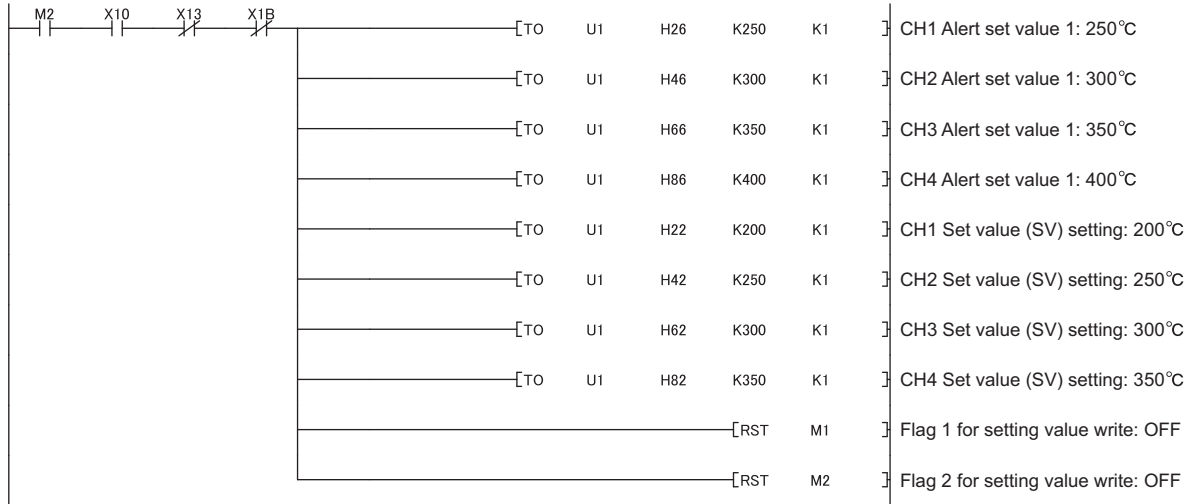 M2 X10 X13 X1B
[TO U1 H26 K250 K1 ] CH1 Alert set value 1: 250°C
[TO U1 H46 K300 K1 ] CH2 Alert set value 1: 300°C
[TO U1 H66 K350 K1 ] CH3 Alert set value 1: 350°C
[TO U1 H86 K400 K1 ] CH4 Alert set value 1: 400°C
[TO U1 H22 K200 K1 ] CH1 Set value (SV) setting: 200°C
[TO U1 H42 K250 K1 ] CH2 Set value (SV) setting: 250°C
[TO U1 H62 K300 K1 ] CH3 Set value (SV) setting: 300°C
[TO U1 H82 K350 K1 ] CH4 Set value (SV) setting: 350°C
[RST M1 ] Flag 1 for setting value write: OFF
[RST M2 ] Flag 2 for setting value write: OFF